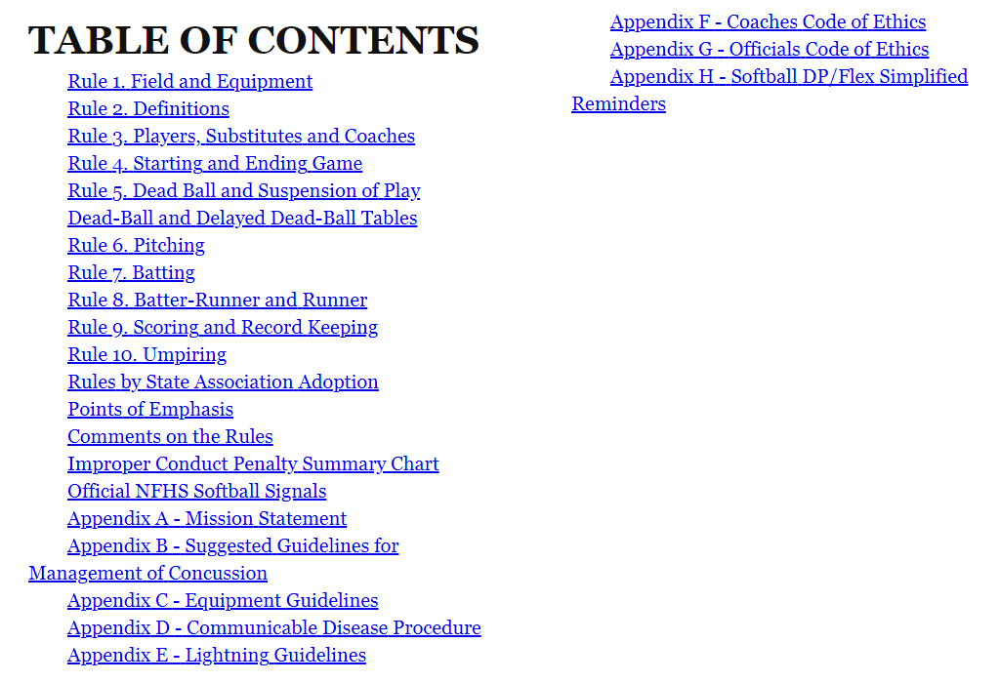 TABLE OF CONTENTS
Rule 1. Field and Equipment
Rule 2. Definitions
Rule 3. Players, Substitutes and Coaches
Rule 4. Starting and Ending Game
Rule 5. Dead Ball and Suspension of Play
Dead-Ball and Delayed Dead-Ball Tables
Rule 6. Pitching
Rule 7. Batting
Rule 8. Batter-Runner and Runner
Rule 9. Scoring and Record Keeping
Rule 10. Umpiring
Rules by State Association Adoption
Points of Emphasis
Comments on the Rules
Improper Conduct Penalty Summary Chart
Official NFHS Softball Signals
Appendix A - Mission Statement
Appendix B - Suggested Guidelines for
Management of Concussion
Appendix C - Equipment Guidelines
Appendix D - Communicable Disease Procedure
Appendix E - Lightning Guidelines
Appendix F - Coaches Code of Ethics
Appendix G - Officials Code of Ethics
Appendix H - Softball DP/Flex Simplified
Reminders